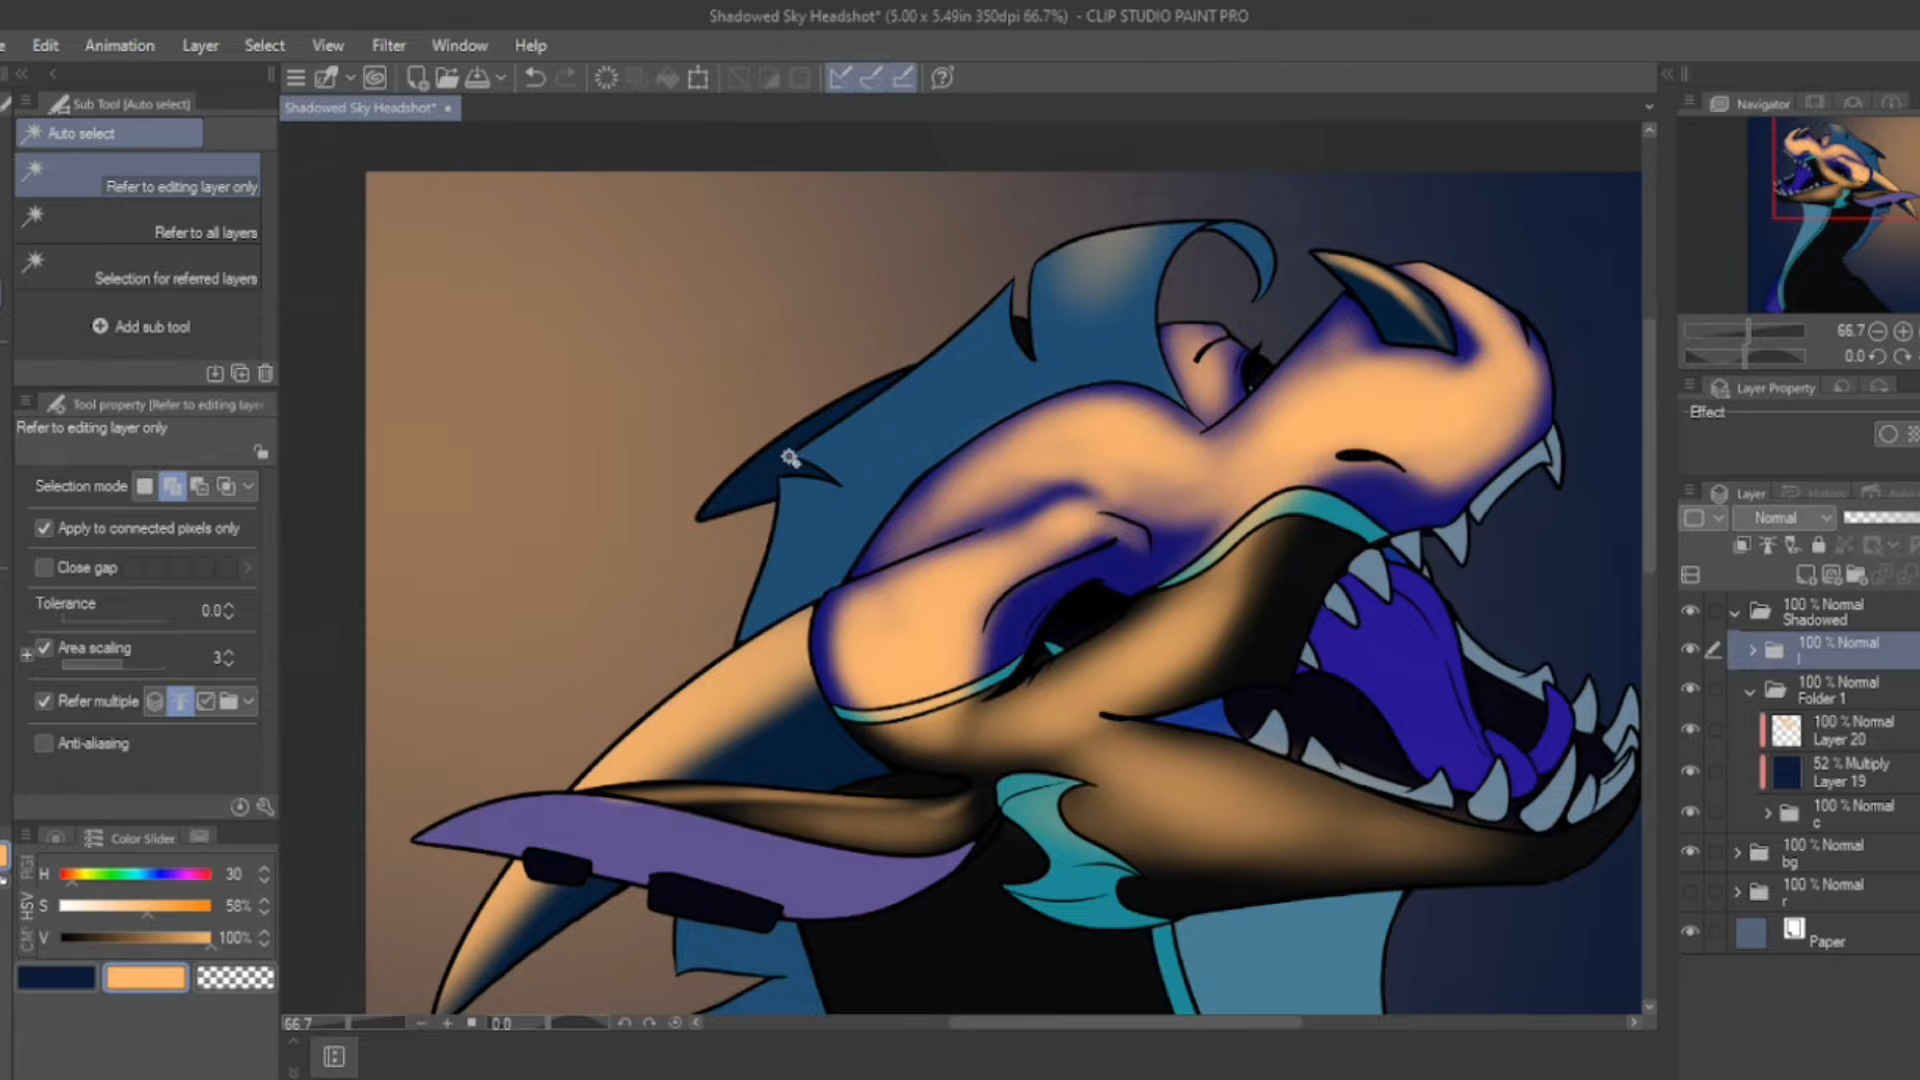 Shadowed Sky Headshot* (5.00 x 5.49in 350dpi 66.7%) - CLIP STUDIO PAINT PRO
e Edit Animation Layer Select View Filter Window Help
Sub Tool [Auto select]
Auto select
Refer to editing layer only
Refer to all layers
Selection for referred layers
Add sub tool
Tool property [Refer to editing layer
Refer to editing layer only
Selection mode
Apply to connected pixels only
Close gap
Tolerance 0.0
Area scaling 3
Refer multiple
Anti-aliasing
Color Slider
RGB
HSV
H 30
S 58%
V 100%
Shadowed Sky Headshot*
66.7 0.0
Navigator
66.7
0.0
Layer Property
Effect
Layer History
Normal
100 % Normal
Shadowed
100 % Normal
l
100 % Normal
Folder 1
100 % Normal
Layer 20
52 % Multiply
Layer 19
100 % Normal
c
100 % Normal
bg
100 % Normal
r
Paper